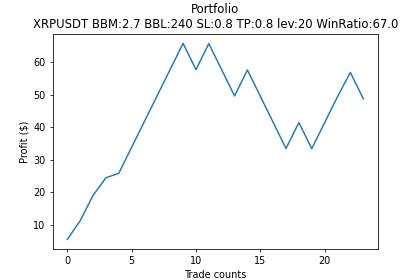 Portfolio
XRPUSDT BBM:2.7 BBL:240 SL:0.8 TP:0.8 lev:20 WinRatio:67.0
60
50
40
30
20
10
Profit ($)
0 5 10 15 20
Trade counts